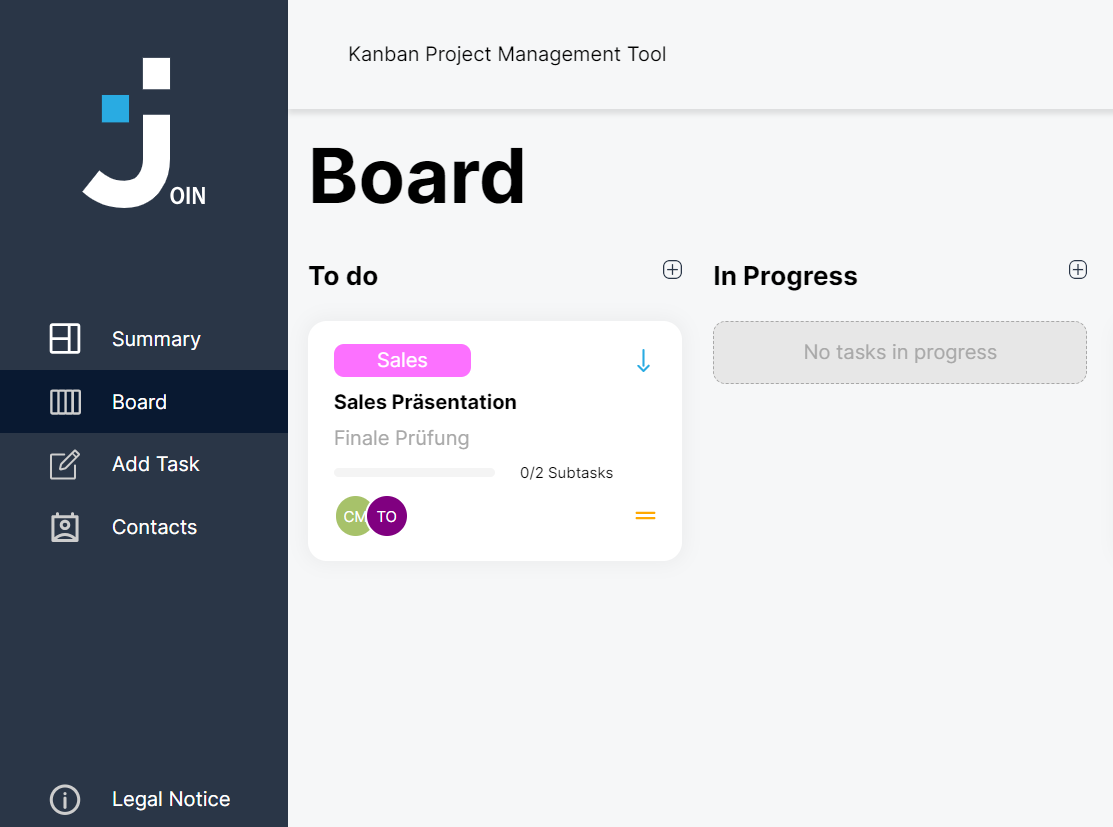 JOIN
Summary
Board
Add Task
Contacts
Legal Notice
Kanban Project Management Tool
Board
To do
In Progress
Sales
Sales Präsentation
Finale Prüfung
0/2 Subtasks
CM TO
No tasks in progress